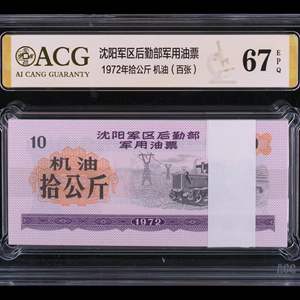 ACG
AI CANG GUARANTY
沈阳军区后勤部军用油票
1972年拾公斤 机油（百张）
67
EPQ
10
沈阳军区后勤部
军用油票
机油
拾公斤
1972